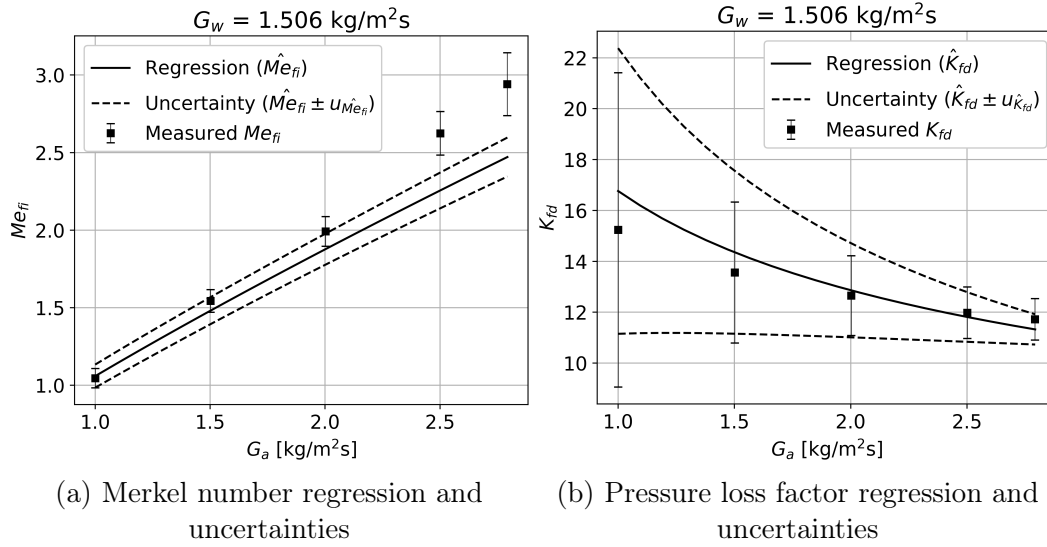 G_w = 1.506 kg/m²s
Regression (M̂e_fi)
Uncertainty (M̂e_fi ± u_M̂e_fi)
Measured Me_fi
3.0
2.5
2.0
1.5
1.0
Me_fi
1.0 1.5 2.0 2.5
G_a [kg/m²s]
(a) Merkel number regression and
uncertainties
G_w = 1.506 kg/m²s
Regression (K̂_fd)
Uncertainty (K̂_fd ± u_K̂_fd)
Measured K_fd
22
20
18
16
14
12
10
K_fd
1.0 1.5 2.0 2.5
G_a [kg/m²s]
(b) Pressure loss factor regression and
uncertainties